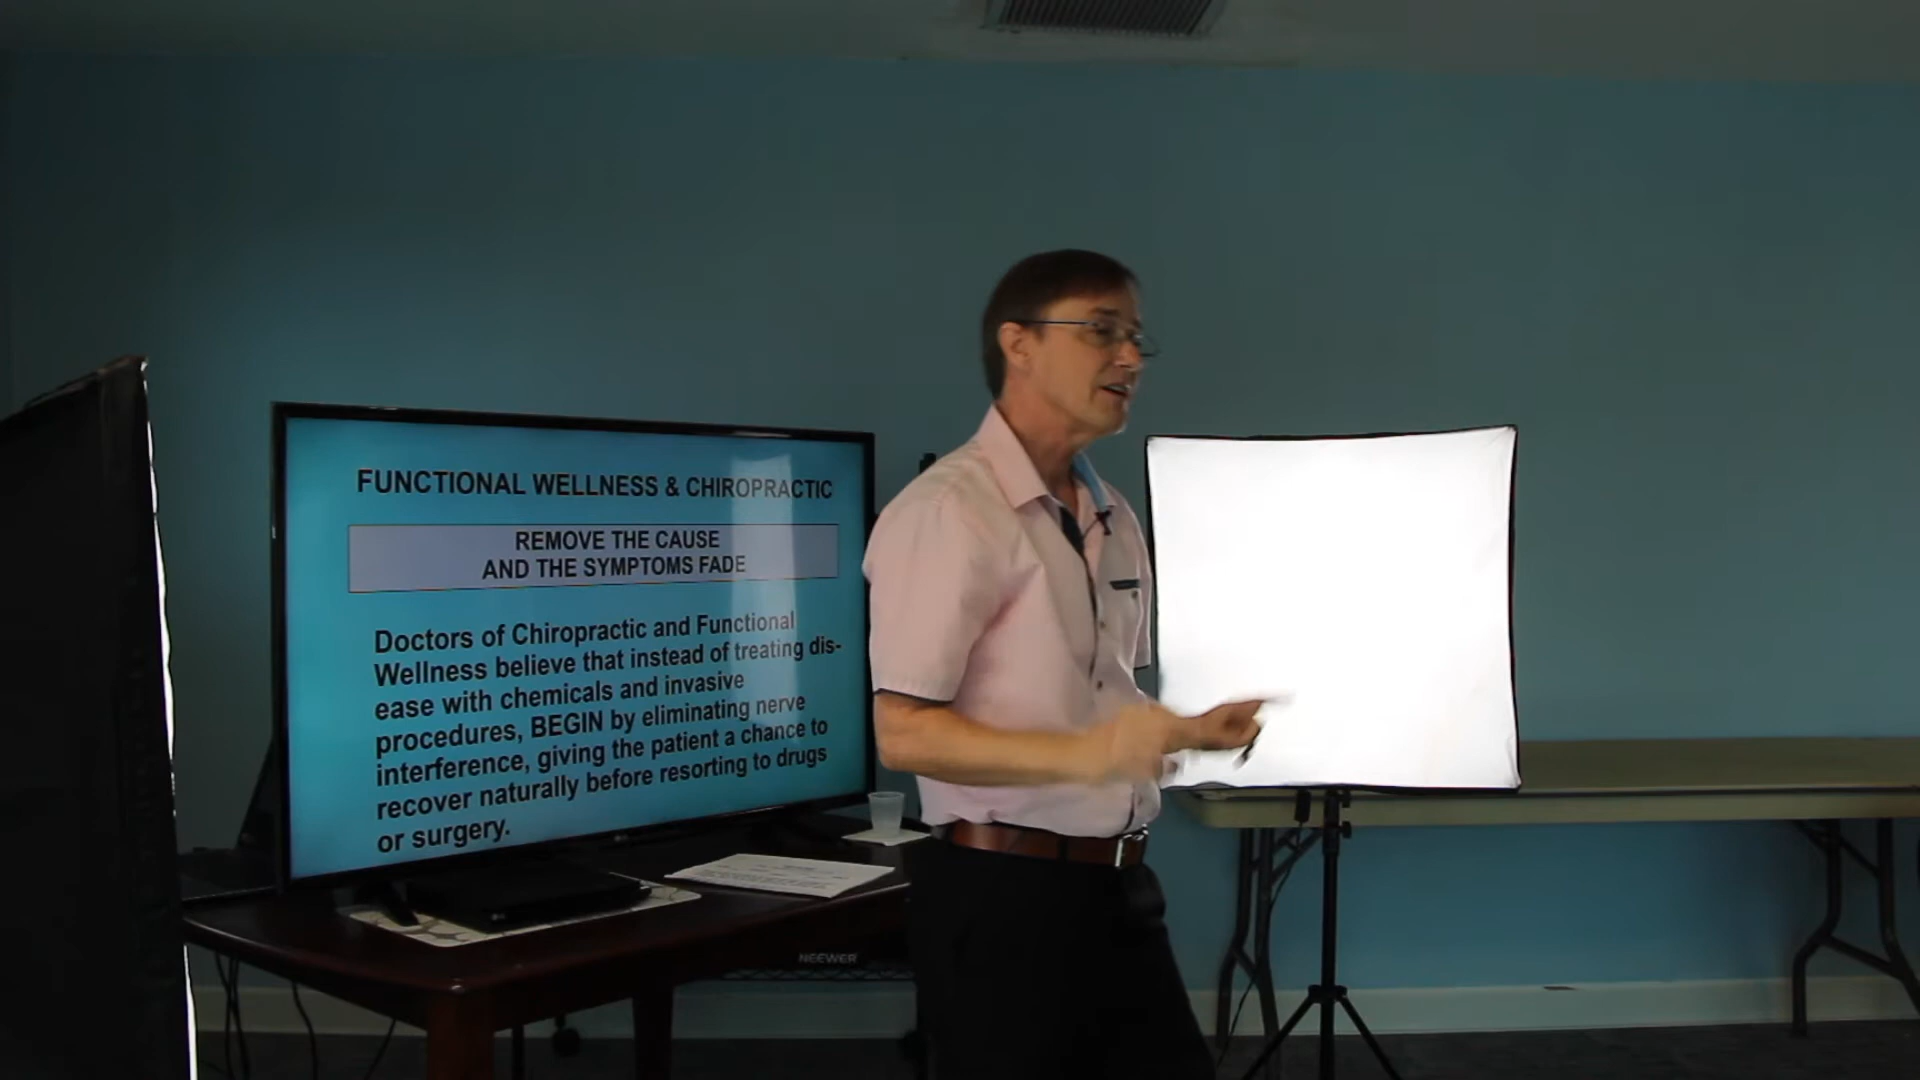 FUNCTIONAL WELLNESS & CHIROPRACTIC
REMOVE THE CAUSE
AND THE SYMPTOMS FADE
Doctors of Chiropractic and Functional
Wellness believe that instead of treating dis-
ease with chemicals and invasive
procedures, BEGIN by eliminating nerve
interference, giving the patient a chance to
recover naturally before resorting to drugs
or surgery.
NEEWER